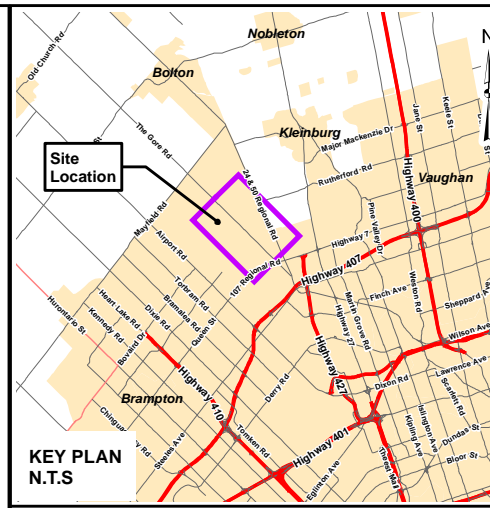 Nobleton
Old Church Rd
Bolton
N
The Gore Rd
Jane St
Keele St
Kleinburg
Major Mackenzie Dr
Site
Location
24 & 50 Regional Rd
Rutherford Rd
Highway 400
Vaughan
Mayfield Rd
Pine Valley Dr
Airport Rd
Highway 7
107 Regional Rd
Highway 407
Weston Rd
Torbram Rd
Heart Lake Rd
Hurontario St
Kennedy Rd
Dixie Rd
Bramalea Rd
Queen St
Bovaird Dr
Martin Grove Rd
Highway 27
Finch Ave
Sheppard Ave
Wilson Ave
Highway 427
Lawrence Ave
Brampton
Highway 410
Derry Rd
Dixon Rd
Scarlett Rd
Islington Ave
Kipling Ave
Dundas St
Bloor St
Steeles Ave
Tomken Rd
Highway 401
Eglinton Ave
KEY PLAN
N.T.S